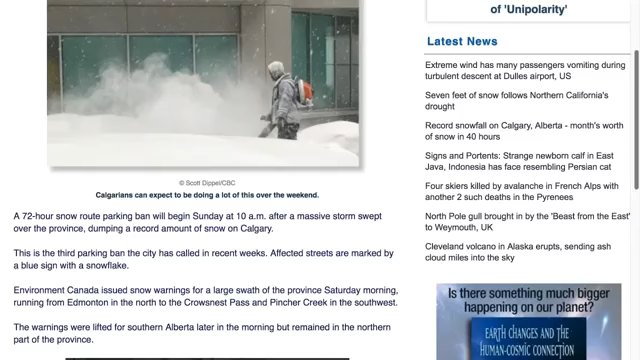 © Scott Dippel/CBC
Calgarians can expect to be doing a lot of this over the weekend.
A 72-hour snow route parking ban will begin Sunday at 10 a.m. after a massive storm swept
over the province, dumping a record amount of snow on Calgary.
This is the third parking ban the city has called in recent weeks. Affected streets are marked by
a blue sign with a snowflake.
Environment Canada issued snow warnings for a large swath of the province Saturday morning,
running from Edmonton in the north to the Crowsnest Pass and Pincher Creek in the southwest.
The warnings were lifted for southern Alberta later in the morning but remained in the northern
part of the province.
of 'Unipolarity'
Latest News
Extreme wind has many passengers vomiting during
turbulent descent at Dulles airport, US
Seven feet of snow follows Northern California's
drought
Record snowfall on Calgary, Alberta - month's worth
of snow in 40 hours
Signs and Portents: Strange newborn calf in East
Java, Indonesia has face resembling Persian cat
Four skiers killed by avalanche in French Alps with
another 2 such deaths in the Pyrenees
North Pole gull brought in by the 'Beast from the East'
to Weymouth, UK
Cleveland volcano in Alaska erupts, sending ash
cloud miles into the sky
Is there something much bigger
happening on our planet?
EARTH CHANGES AND THE
HUMAN-COSMIC CONNECTION